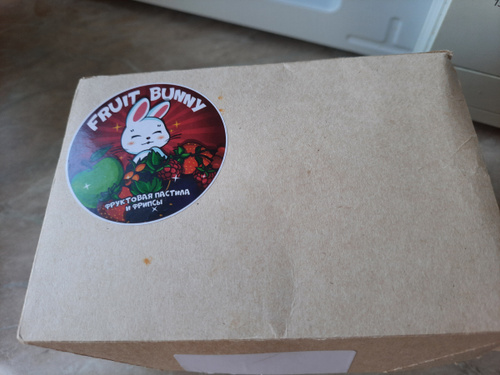 FRUIT BUNNY
ФРУКТОВАЯ ПАСТИЛА
И ФРИПСЫ